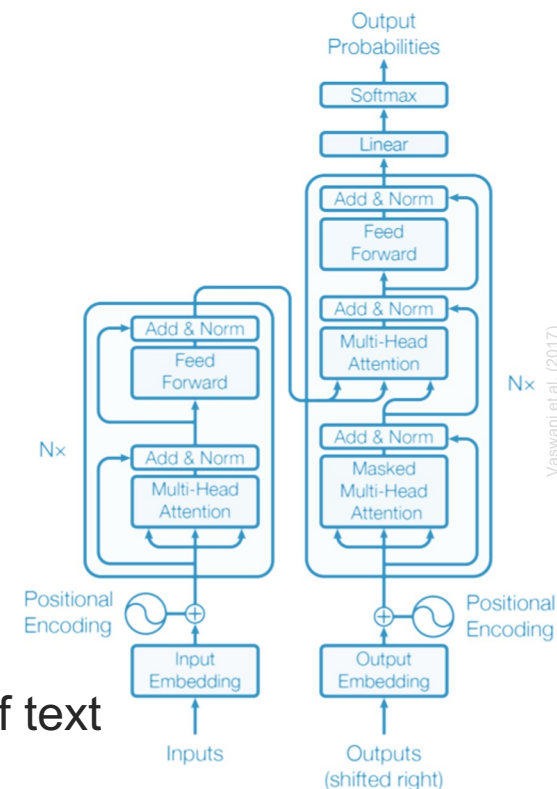 Output
Probabilities
Softmax
Linear
Add & Norm
Feed
Forward
Add & Norm
Multi-Head
Attention
Add & Norm
Masked
Multi-Head
Attention
Nx
Vaswani et al. (2017)
Add & Norm
Feed
Forward
Add & Norm
Multi-Head
Attention
Nx
Positional
Encoding
Positional
Encoding
Input
Embedding
Output
Embedding
f text
Inputs
Outputs
(shifted right)